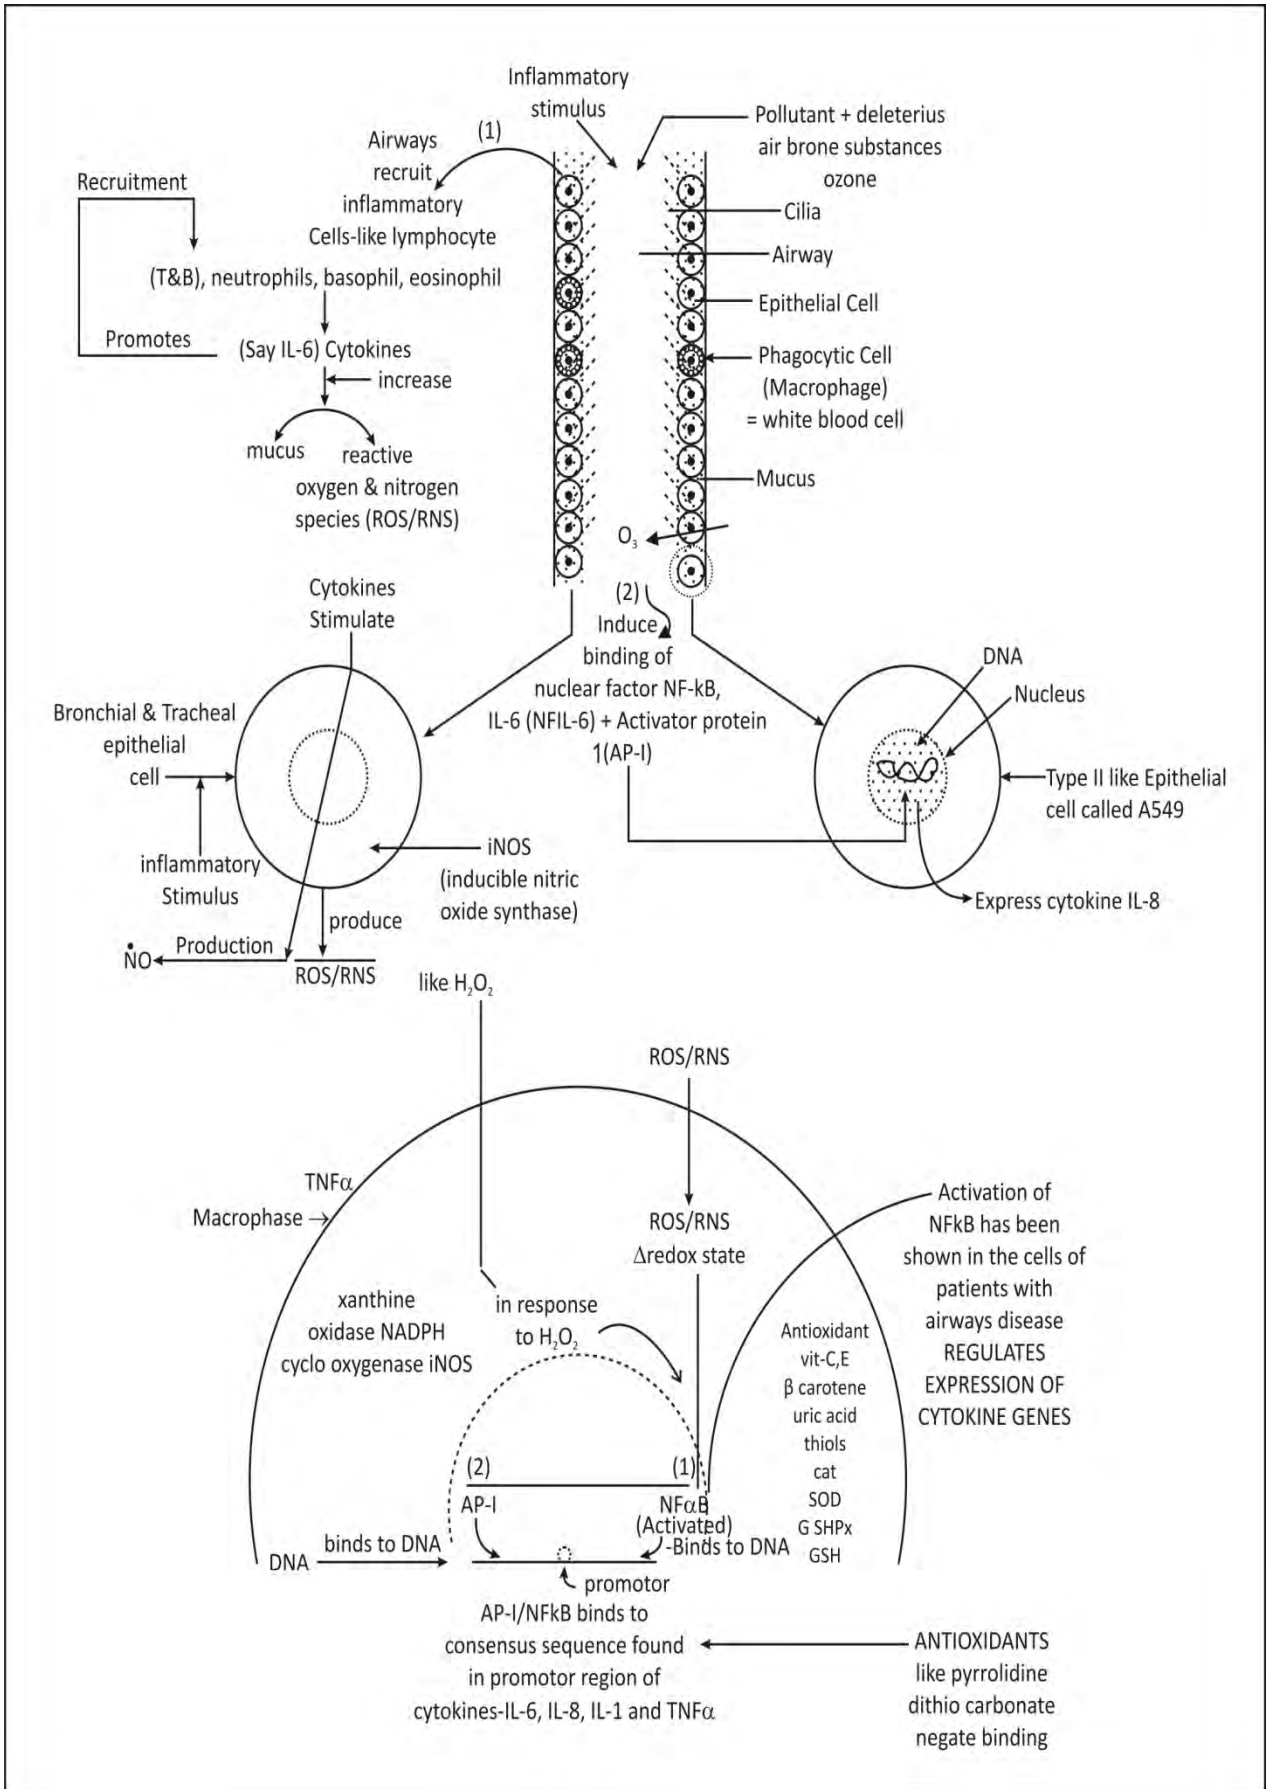 Inflammatory
stimulus
Pollutant + deleterius
air brone substances
ozone
(1)
Airways
recruit
inflammatory
Cells-like lymphocyte
Recruitment
(T&B), neutrophils, basophil, eosinophil
Promotes
(Say IL-6) Cytokines
increase
mucus
reactive
oxygen & nitrogen
species (ROS/RNS)
Cilia
Airway
Epithelial Cell
Phagocytic Cell
(Macrophage)
= white blood cell
Mucus
O₃
(2)
Induce
binding of
nuclear factor NF-kB,
IL-6 (NFIL-6) + Activator protein
1(AP-I)
Cytokines
Stimulate
Bronchial & Tracheal
epithelial
cell
inflammatory
Stimulus
iNOS
(inducible nitric
oxide synthase)
produce
ṄO
Production
ROS/RNS
DNA
Nucleus
Type II like Epithelial
cell called A549
Express cytokine IL-8
like H₂O₂
ROS/RNS
TNFα
Macrophase →
ROS/RNS
Δredox state
xanthine
oxidase NADPH
cyclo oxygenase iNOS
in response
to H₂O₂
Activation of
NFkB has been
shown in the cells of
patients with
airways disease
REGULATES
EXPRESSION OF
CYTOKINE GENES
Antioxidant
vit-C,E
β carotene
uric acid
thiols
cat
SOD
G SHPx
GSH
(2)
(1)
AP-I
NFαB
(Activated)
-Binds to DNA
DNA
binds to DNA
promotor
AP-I/NFkB binds to
consensus sequence found
in promotor region of
cytokines-IL-6, IL-8, IL-1 and TNFα
ANTIOXIDANTS
like pyrrolidine
dithio carbonate
negate binding